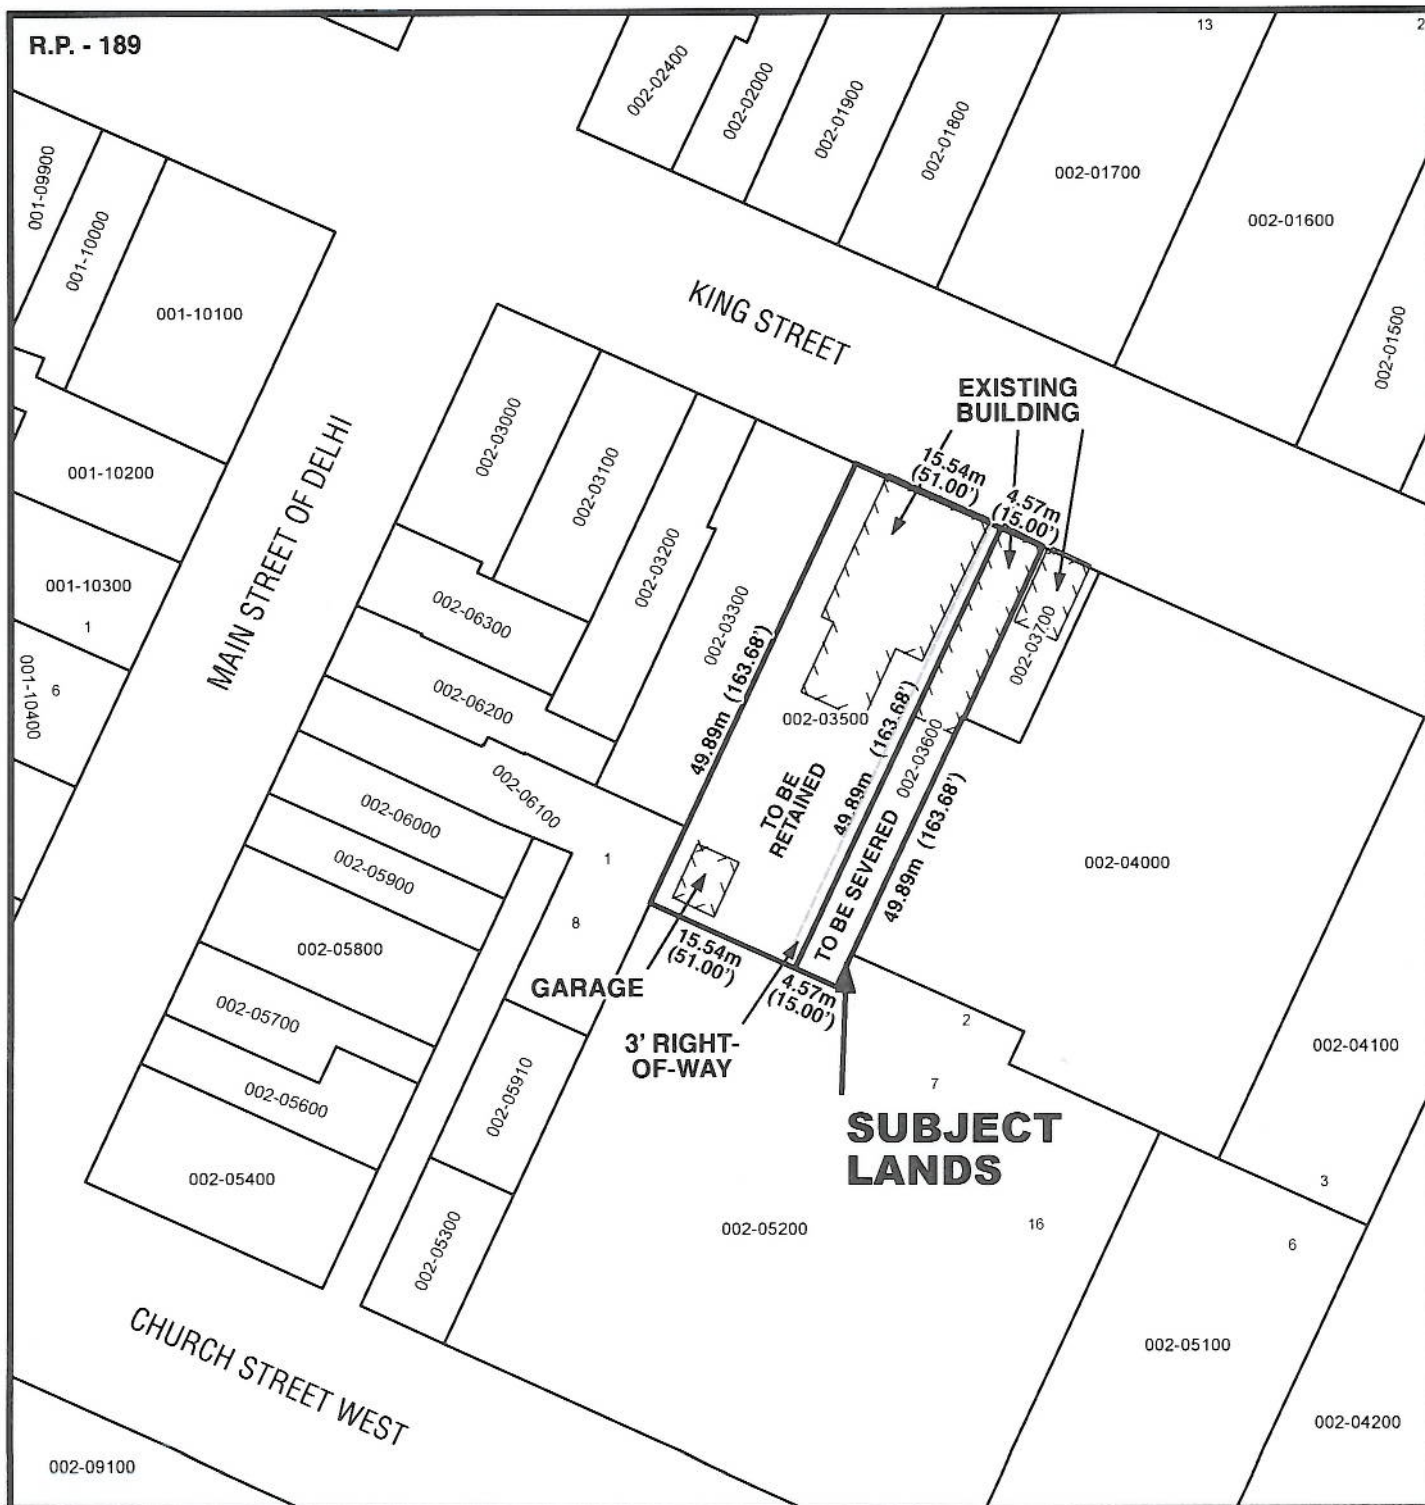 R.P. - 189
13
2
002-02400
002-02000
002-01900
002-01800
002-01700
002-01600
002-01500
001-09900
001-10000
001-10100
KING STREET
EXISTING
BUILDING
001-10200
001-10300
1
6
001-10400
MAIN STREET OF DELHI
002-03000
002-03100
002-03200
002-03300
15.54m
(51.00')
4.57m
(15.00')
002-06300
002-06200
002-06100
002-06000
002-05900
002-05800
002-05700
002-05600
002-05400
49.89m (163.68')
002-03500
TO BE
RETAINED
49.89m (163.68')
002-03600
TO BE SEVERED
49.89m (163.68')
002-03700
002-04000
1
8
GARAGE
15.54m
(51.00')
4.57m
(15.00')
3' RIGHT-
OF-WAY
2
7
SUBJECT
LANDS
002-04100
002-05910
002-05300
002-05200
16
3
6
002-05100
002-04200
CHURCH STREET WEST
002-09100